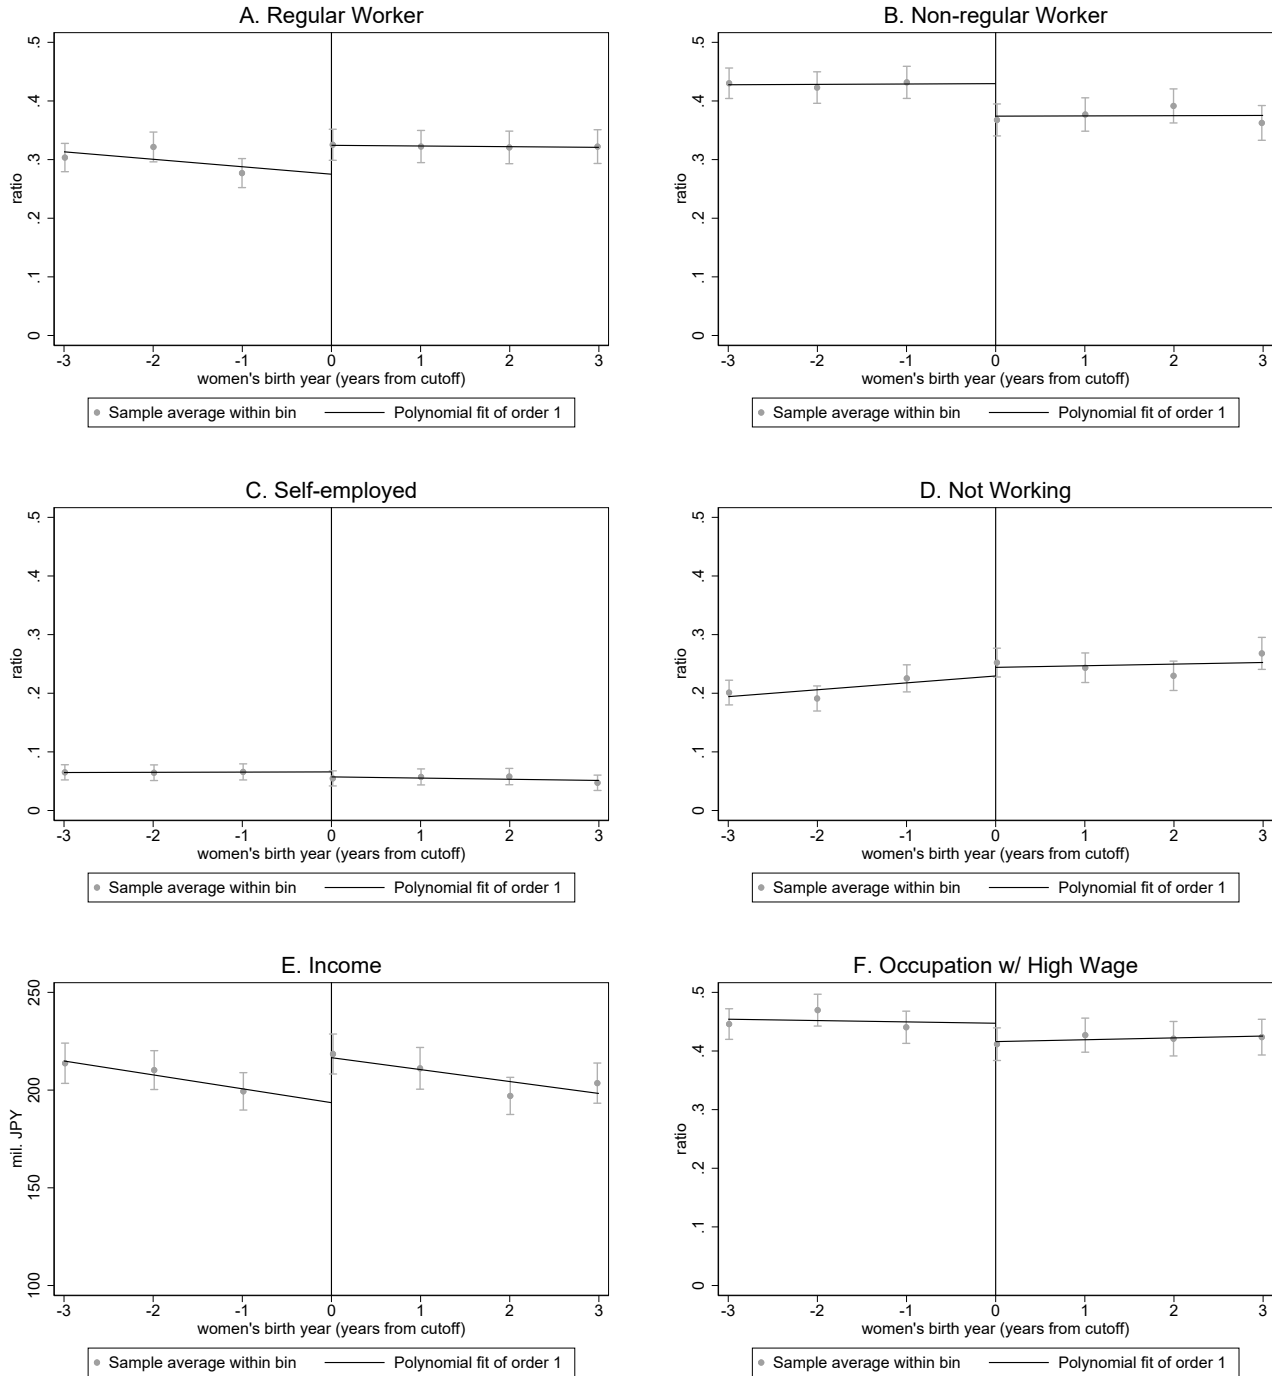 A. Regular Worker
ratio
.5
.4
.3
.2
.1
0
-3 -2 -1 0 1 2 3
women's birth year (years from cutoff)
Sample average within bin Polynomial fit of order 1
B. Non-regular Worker
ratio
.5
.4
.3
.2
.1
0
-3 -2 -1 0 1 2 3
women's birth year (years from cutoff)
Sample average within bin Polynomial fit of order 1
C. Self-employed
ratio
.5
.4
.3
.2
.1
0
-3 -2 -1 0 1 2 3
women's birth year (years from cutoff)
Sample average within bin Polynomial fit of order 1
D. Not Working
ratio
.5
.4
.3
.2
.1
0
-3 -2 -1 0 1 2 3
women's birth year (years from cutoff)
Sample average within bin Polynomial fit of order 1
E. Income
mil. JPY
250
200
150
100
-3 -2 -1 0 1 2 3
women's birth year (years from cutoff)
Sample average within bin Polynomial fit of order 1
F. Occupation w/ High Wage
ratio
.5
.4
.3
.2
.1
0
-3 -2 -1 0 1 2 3
women's birth year (years from cutoff)
Sample average within bin Polynomial fit of order 1